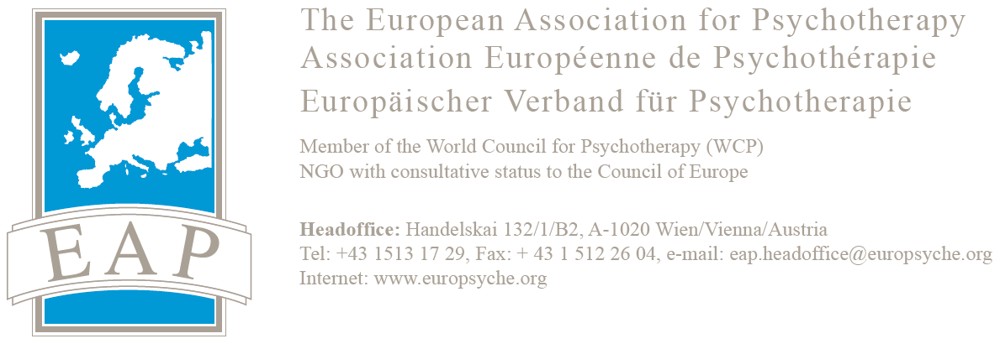 The European Association for Psychotherapy
Association Européenne de Psychothérapie
Europäischer Verband für Psychotherapie
Member of the World Council for Psychotherapy (WCP)
NGO with consultative status to the Council of Europe
EAP
Headoffice: Handelskai 132/1/B2, A-1020 Wien/Vienna/Austria
Tel: +43 1513 17 29, Fax: + 43 1 512 26 04, e-mail: eap.headoffice@europsyche.org
Internet: www.europsyche.org